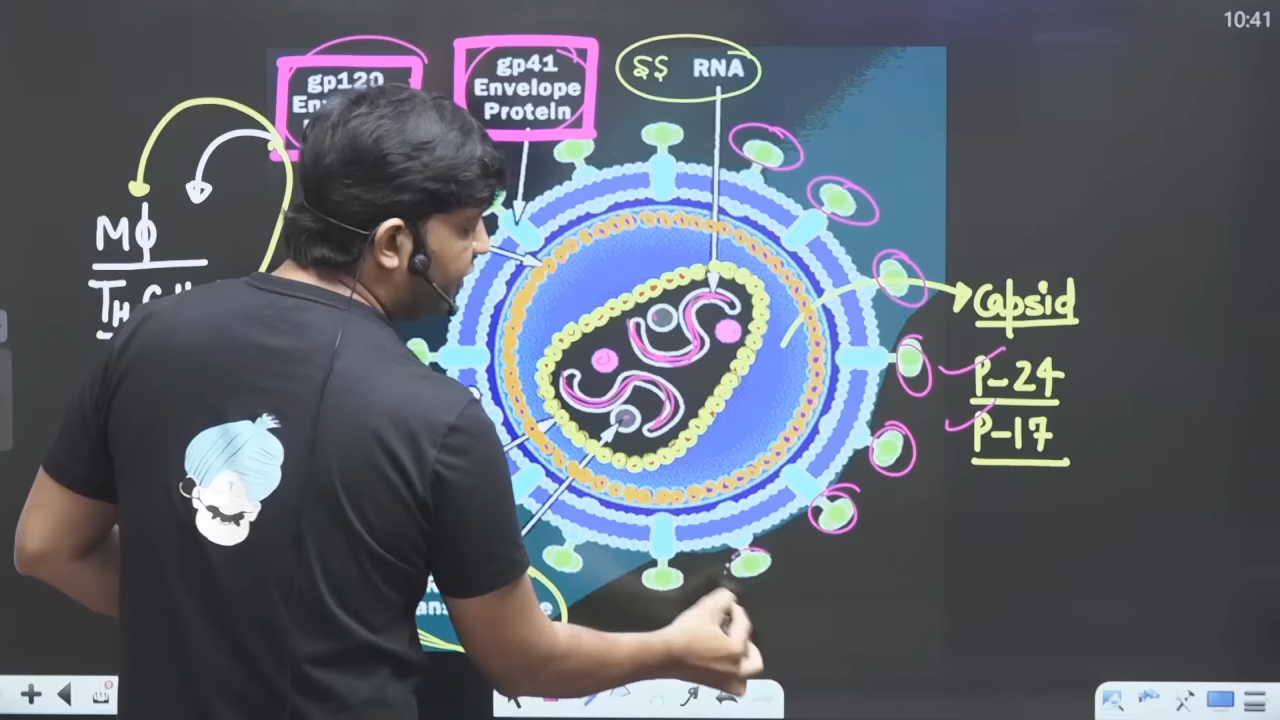 10:41
gp120
gp41
Envelope
Protein
SS RNA
Mϕ
Capsid
P-24
P-17